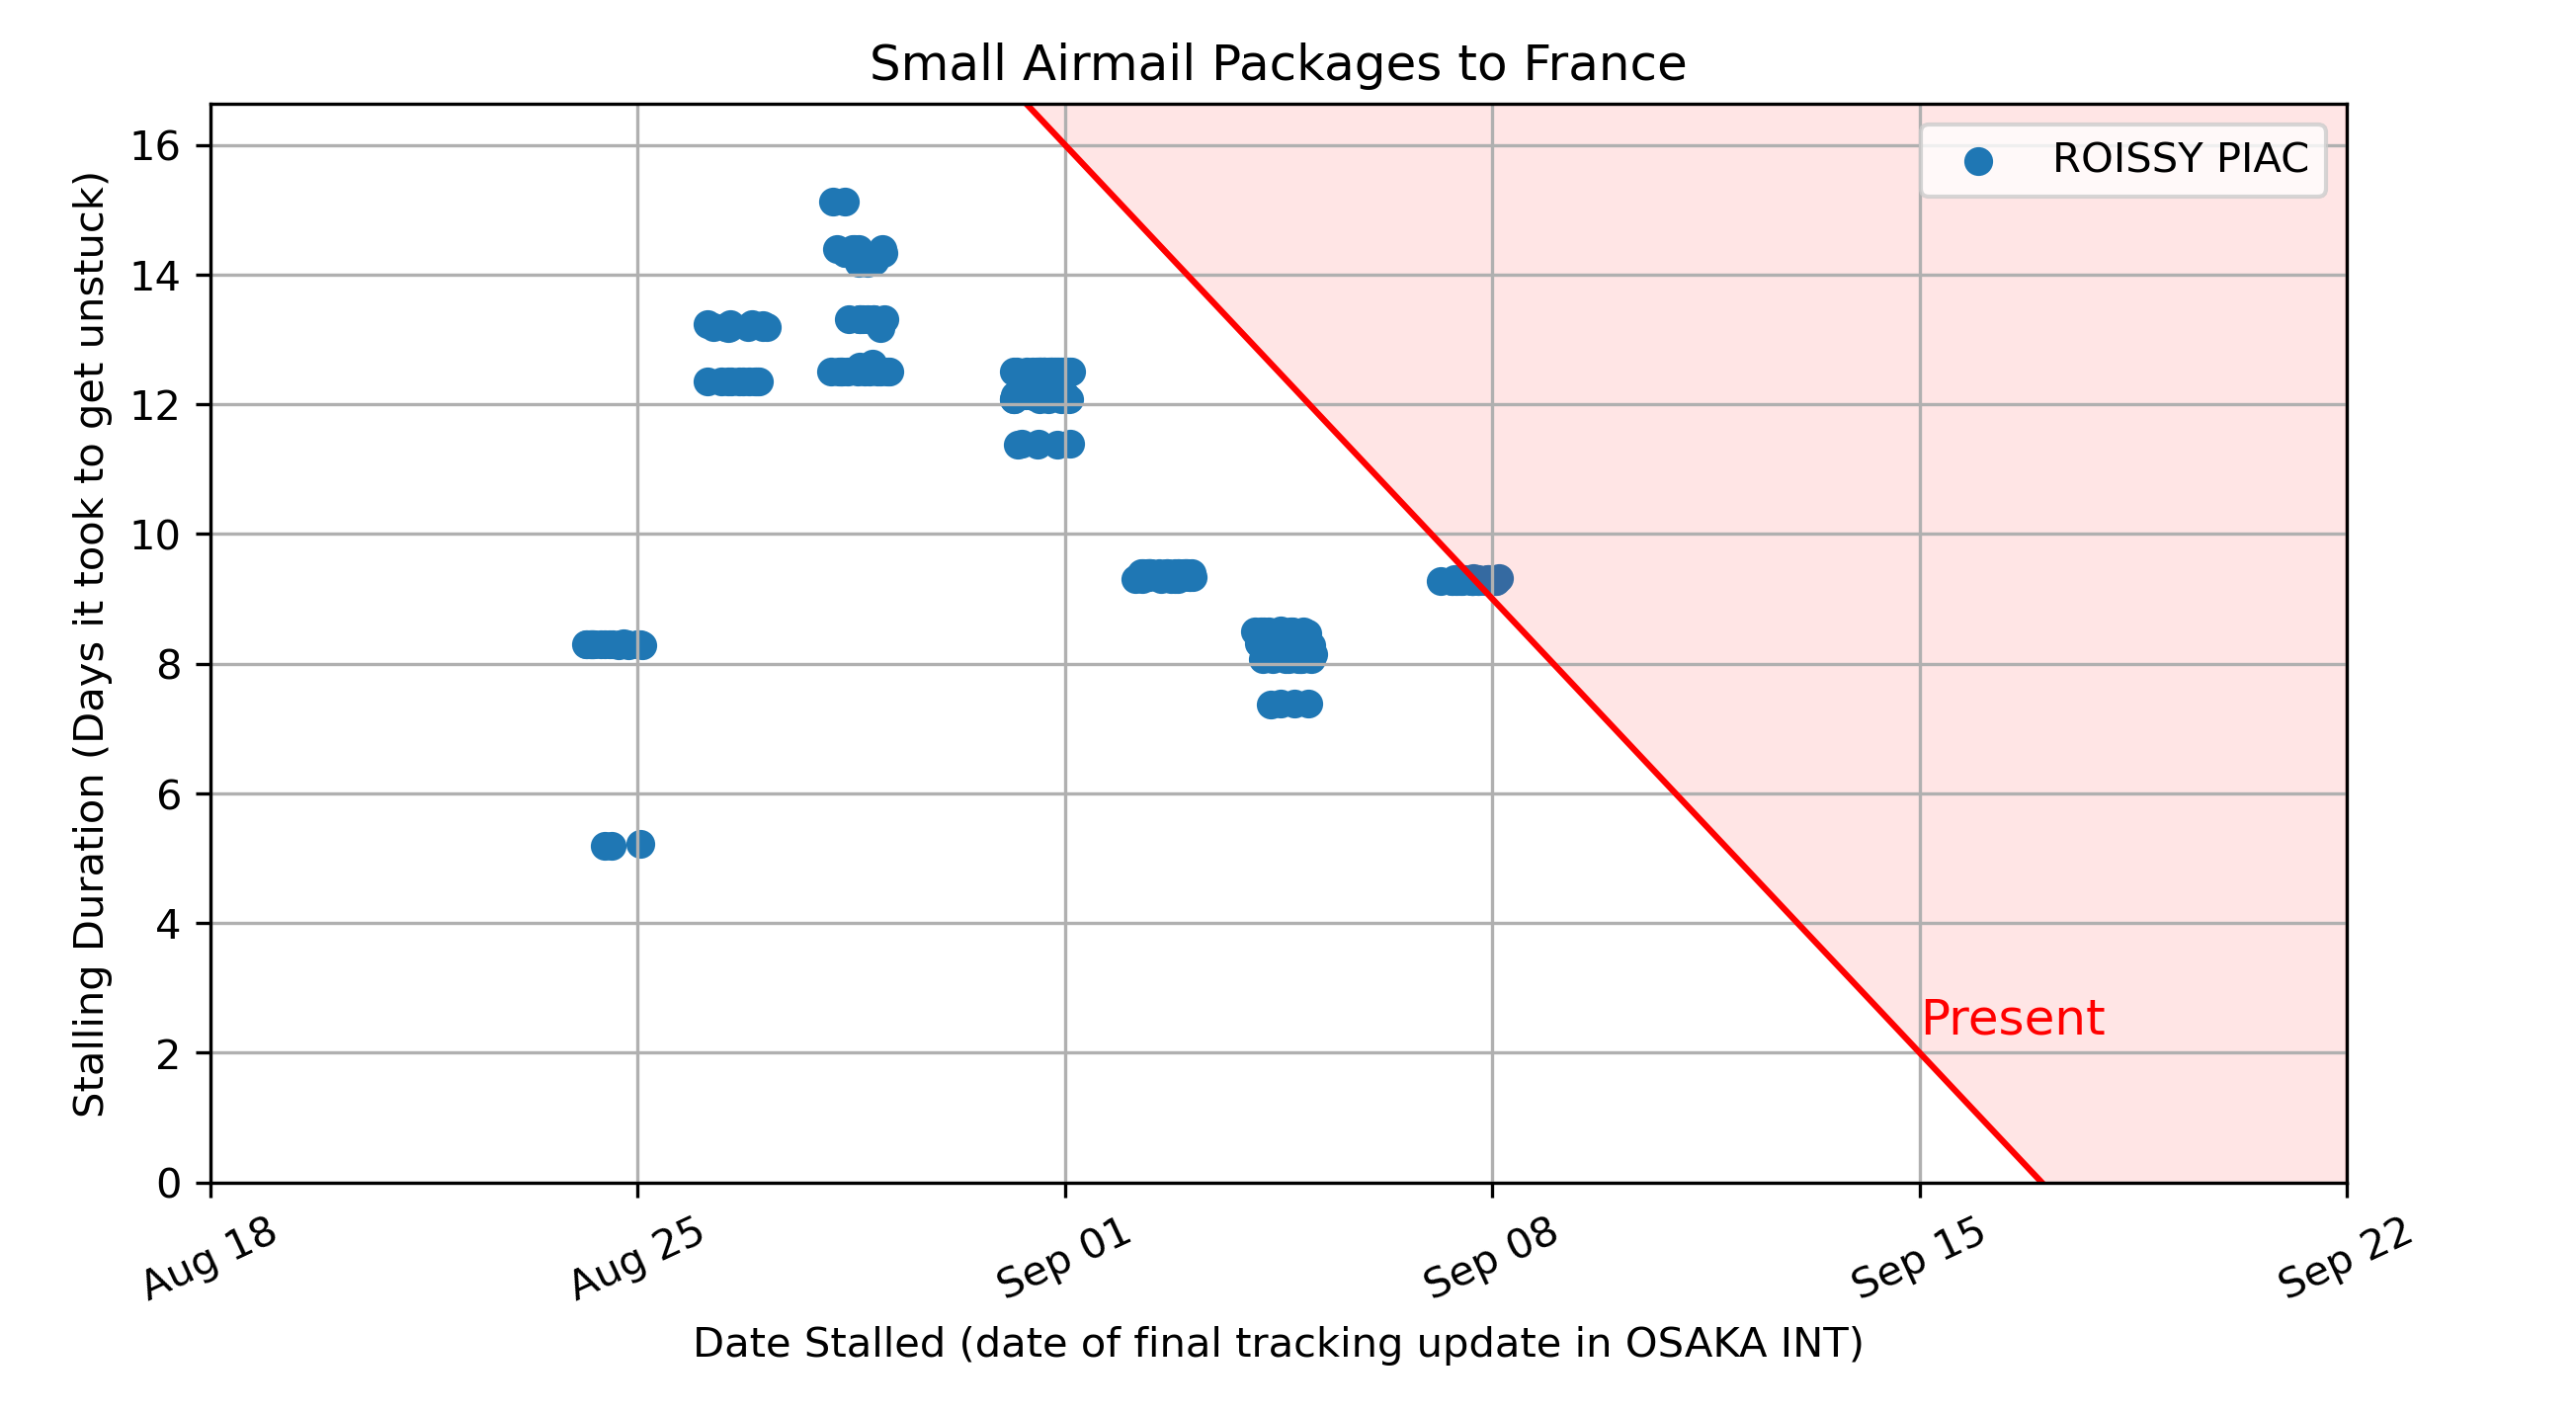 Small Airmail Packages to France
Stalling Duration (Days it took to get unstuck)
16
14
12
10
8
6
4
2
0
ROISSY PIAC
Present
Aug 18
Aug 25
Sep 01
Sep 08
Sep 15
Sep 22
Date Stalled (date of final tracking update in OSAKA INT)